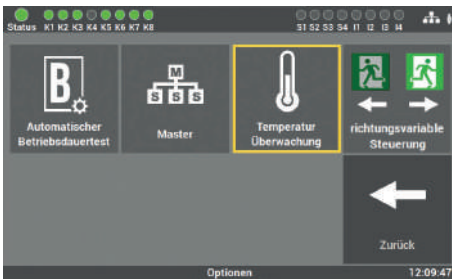 Status K1 K2 K3 K4 K5 K6 K7 K8
S1 S2 S3 S4 I1 I2 I3 I4
B
M
S S S
Automatischer
Betriebsdauertest
Master
Temperatur
Überwachung
richtungsvariable
Steuerung
Zurück
Optionen
12:09:47